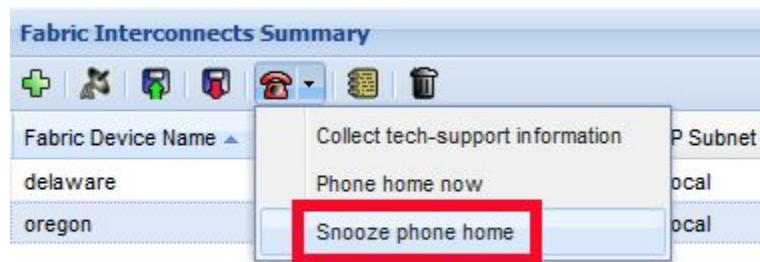 Fabric Interconnects Summary
Fabric Device Name
Collect tech-support information
P Subnet
delaware
Phone home now
ocal
oregon
Snooze phone home
ocal